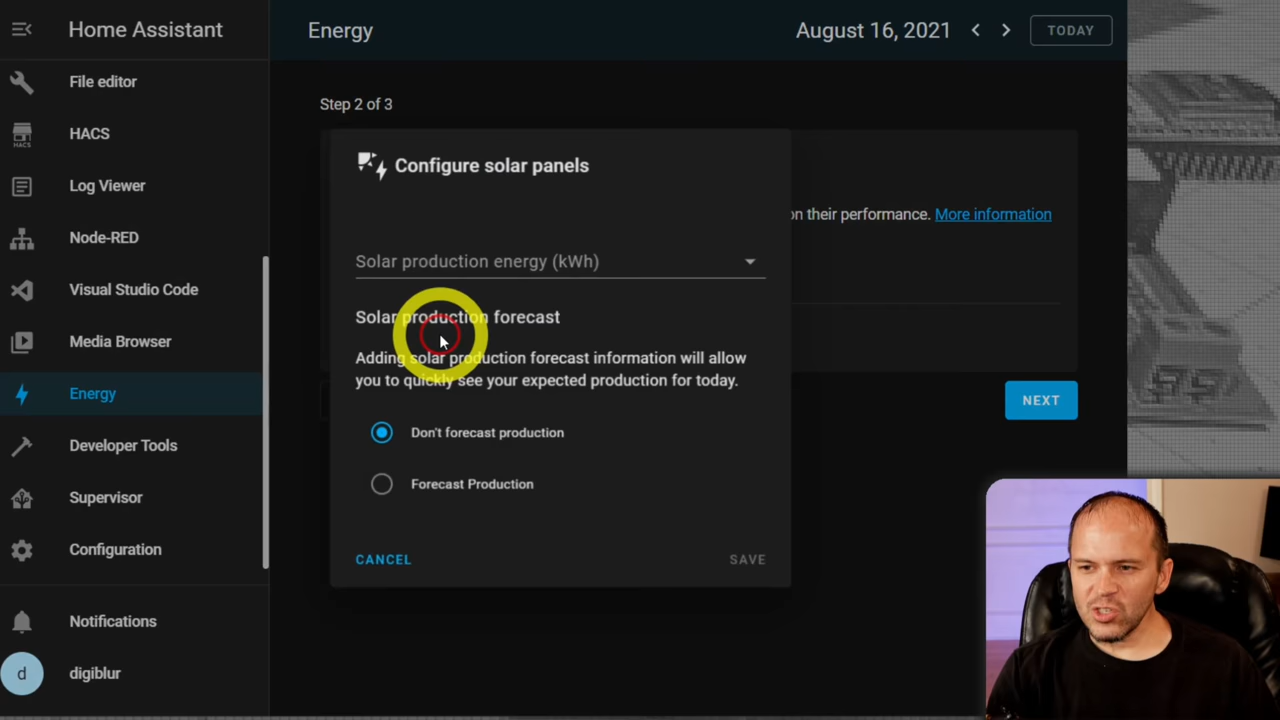 Home Assistant
File editor
HACS
HACS
Log Viewer
Node-RED
Visual Studio Code
Media Browser
Energy
Developer Tools
Supervisor
Configuration
Notifications
d digiblur
Energy
August 16, 2021
TODAY
Step 2 of 3
on their performance. More information
NEXT
Configure solar panels
Solar production energy (kWh)
Solar production forecast
Adding solar production forecast information will allow
you to quickly see your expected production for today.
Don't forecast production
Forecast Production
CANCEL
SAVE